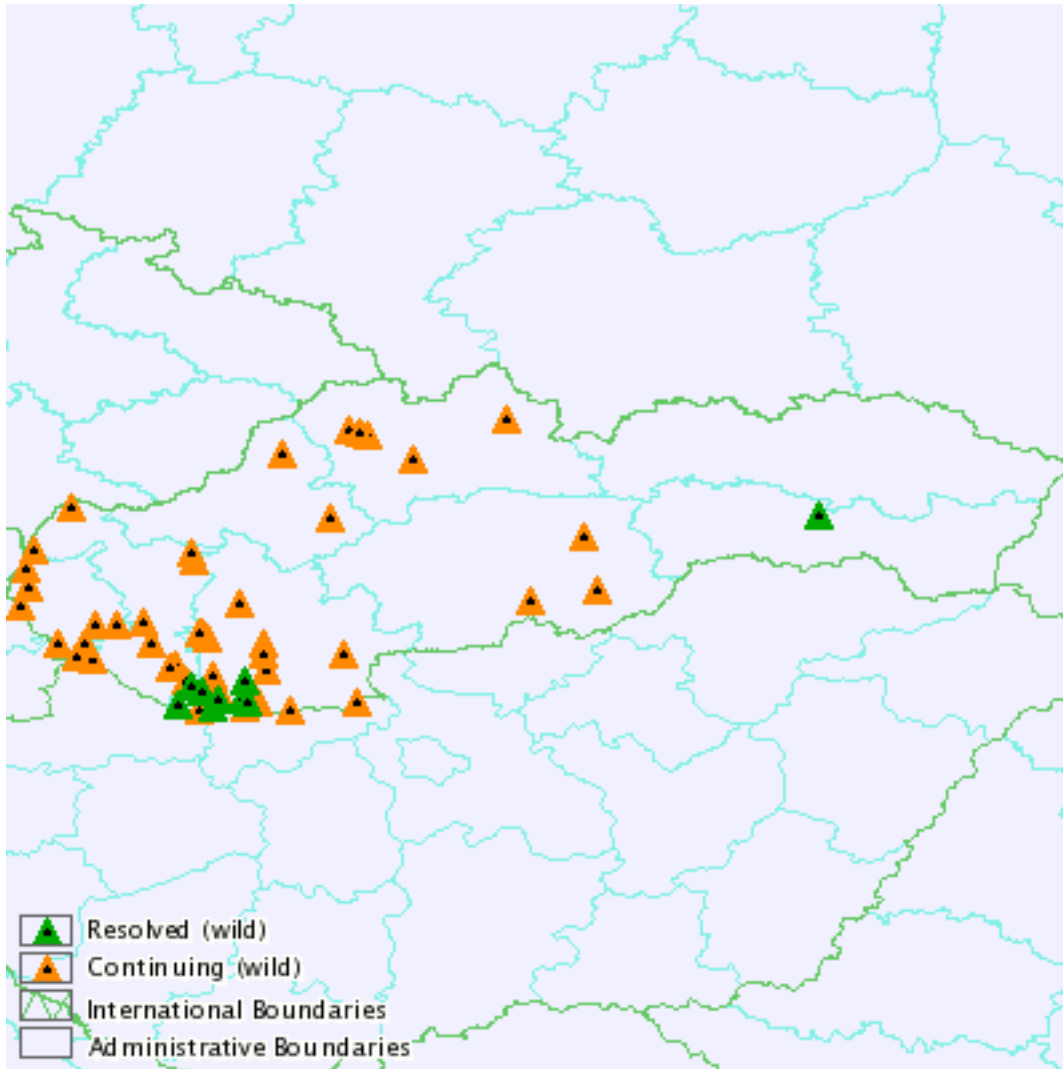 Resolved (wild)
Continuing (wild)
International Boundaries
Administrative Boundaries